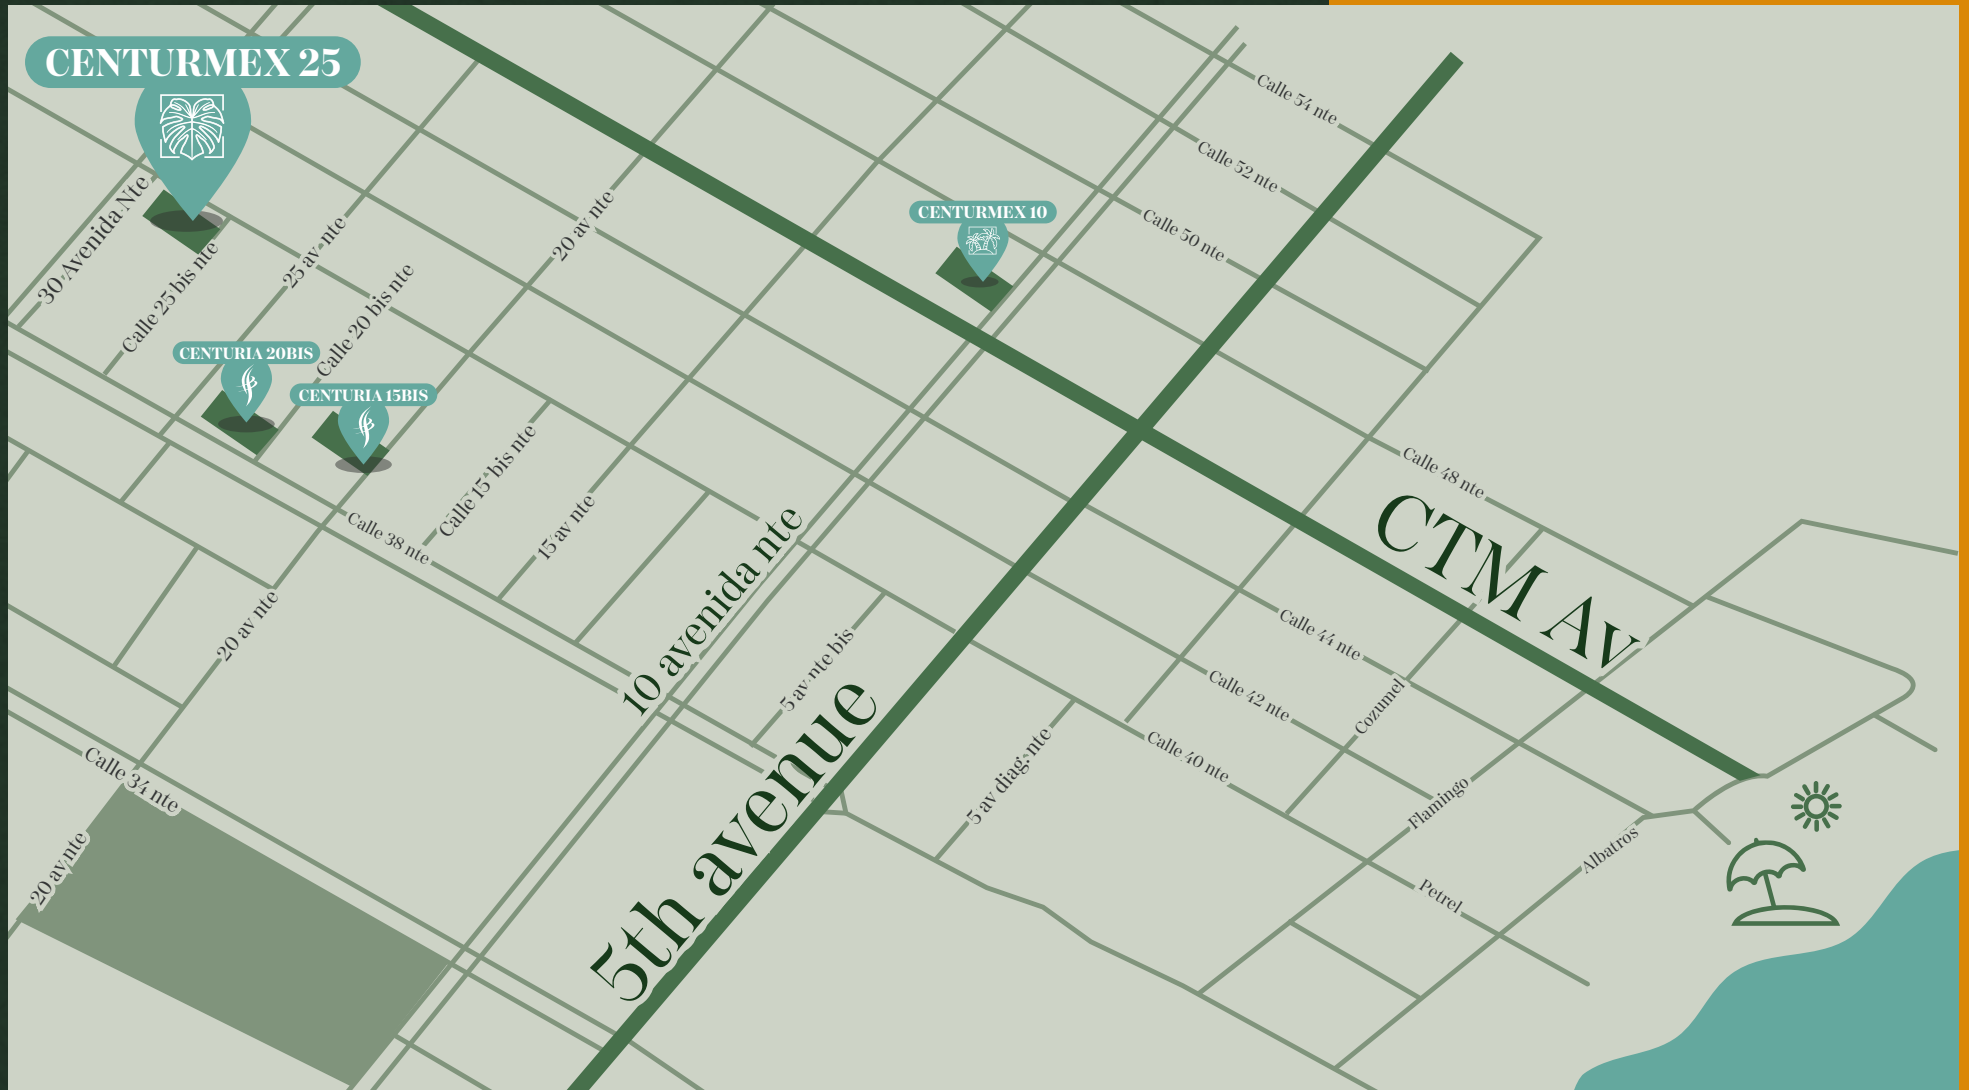 CENTURMEX 25
Calle 54 nte
Calle 52 nte
30 Avenida Nte
20 av nte
CENTURMEX 10
Calle 50 nte
25 av nte
Calle 25 bis nte
Calle 20 bis nte
CENTURIA 20BIS
CENTURIA 15BIS
Calle 15 bis nte
Calle 48 nte
15 av nte
Calle 38 nte
CTM Av
10 avenida nte
20 av nte
5 av nte bis
Calle 44 nte
Calle 42 nte
Cozumel
Calle 40 nte
5 av diag. nte
Calle 34 nte
Flamingo
Albatros
5th avenue
20 av nte
Petrel